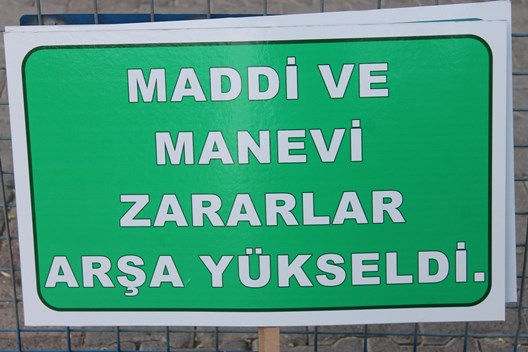 MADDİ VE
MANEVİ
ZARARLAR
ARŞA YÜKSELDİ.